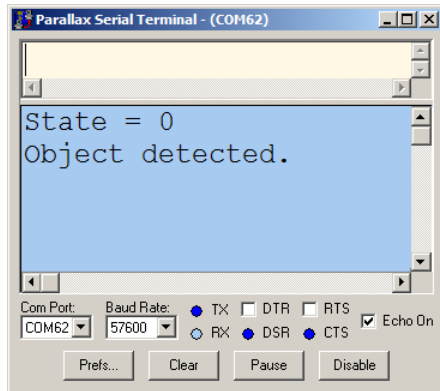 Parallax Serial Terminal - (COM62)
State = 0
Object detected.
Com Port: Baud Rate: TX DTR RTS
COM62 57600 RX DSR CTS Echo On
Prefs... Clear Pause Disable